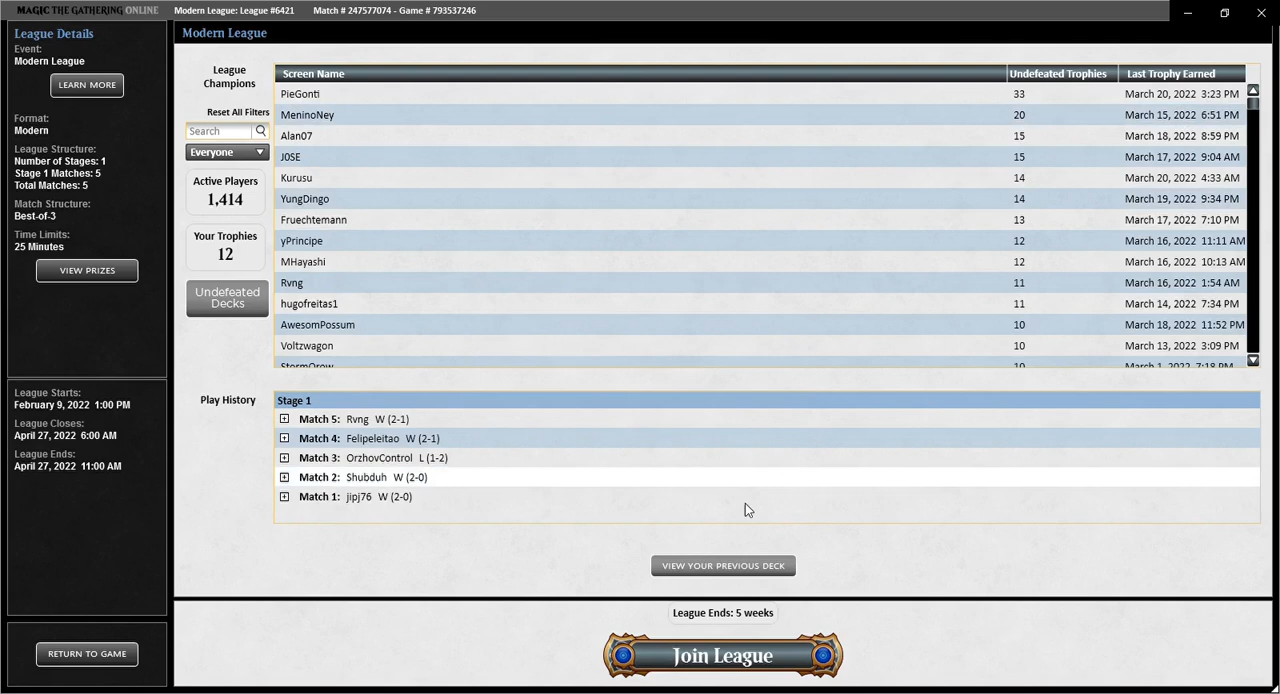 MAGIC THE GATHERING ONLINE
Modern League: League #6421
Match # 247577074 - Game # 793537246
League Details
Event:
Modern League
LEARN MORE
Format:
Modern
League Structure:
Number of Stages: 1
Stage 1 Matches: 5
Total Matches: 5
Match Structure:
Best-of-3
Time Limits:
25 Minutes
VIEW PRIZES
League Starts:
February 9, 2022 1:00 PM
League Closes:
April 27, 2022 6:00 AM
League Ends:
April 27, 2022 11:00 AM
RETURN TO GAME
Modern League
League
Champions
Reset All Filters
Search
Everyone
Active Players
1,414
Your Trophies
12
Undefeated
Decks
Screen Name Undefeated Trophies Last Trophy Earned
PieGonti 33 March 20, 2022 3:23 PM
MeninoNey 20 March 15, 2022 6:51 PM
Alan07 15 March 18, 2022 8:59 PM
J0SE 15 March 17, 2022 9:04 AM
Kurusu 14 March 20, 2022 4:33 AM
YungDingo 14 March 19, 2022 9:34 PM
Fruechtemann 13 March 17, 2022 7:10 PM
yPrincipe 12 March 16, 2022 11:11 AM
MHayashi 12 March 16, 2022 10:13 AM
Rvng 11 March 16, 2022 1:54 AM
hugofreitas1 11 March 14, 2022 7:34 PM
AwesomPossum 10 March 18, 2022 11:52 PM
Voltzwagon 10 March 13, 2022 3:09 PM
10 March 1, 2022 7:18 PM
Play History
Stage 1
Match 5: Rvng W (2-1)
Match 4: Felipeleitao W (2-1)
Match 3: OrzhovControl L (1-2)
Match 2: Shubduh W (2-0)
Match 1: jipj76 W (2-0)
VIEW YOUR PREVIOUS DECK
League Ends: 5 weeks
Join League